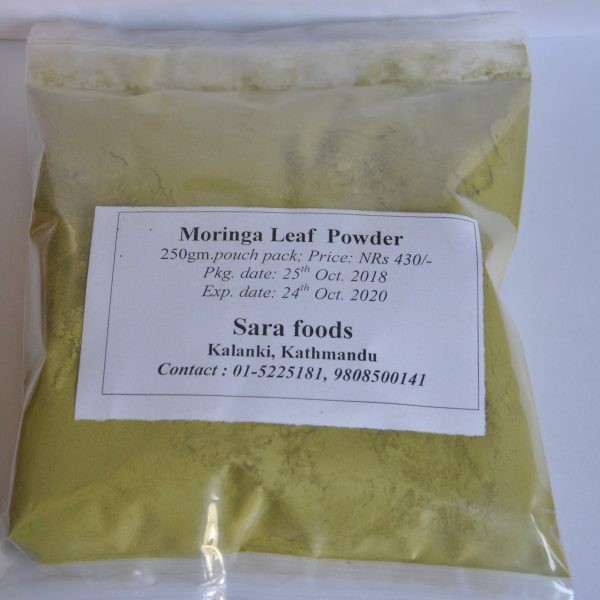 Moringa Leaf Powder
250gm.pouch pack; Price: NRs 430/-
Pkg. date: 25th Oct. 2018
Exp. date: 24th Oct. 2020
Sara foods
Kalanki, Kathmandu
Contact : 01-5225181, 9808500141